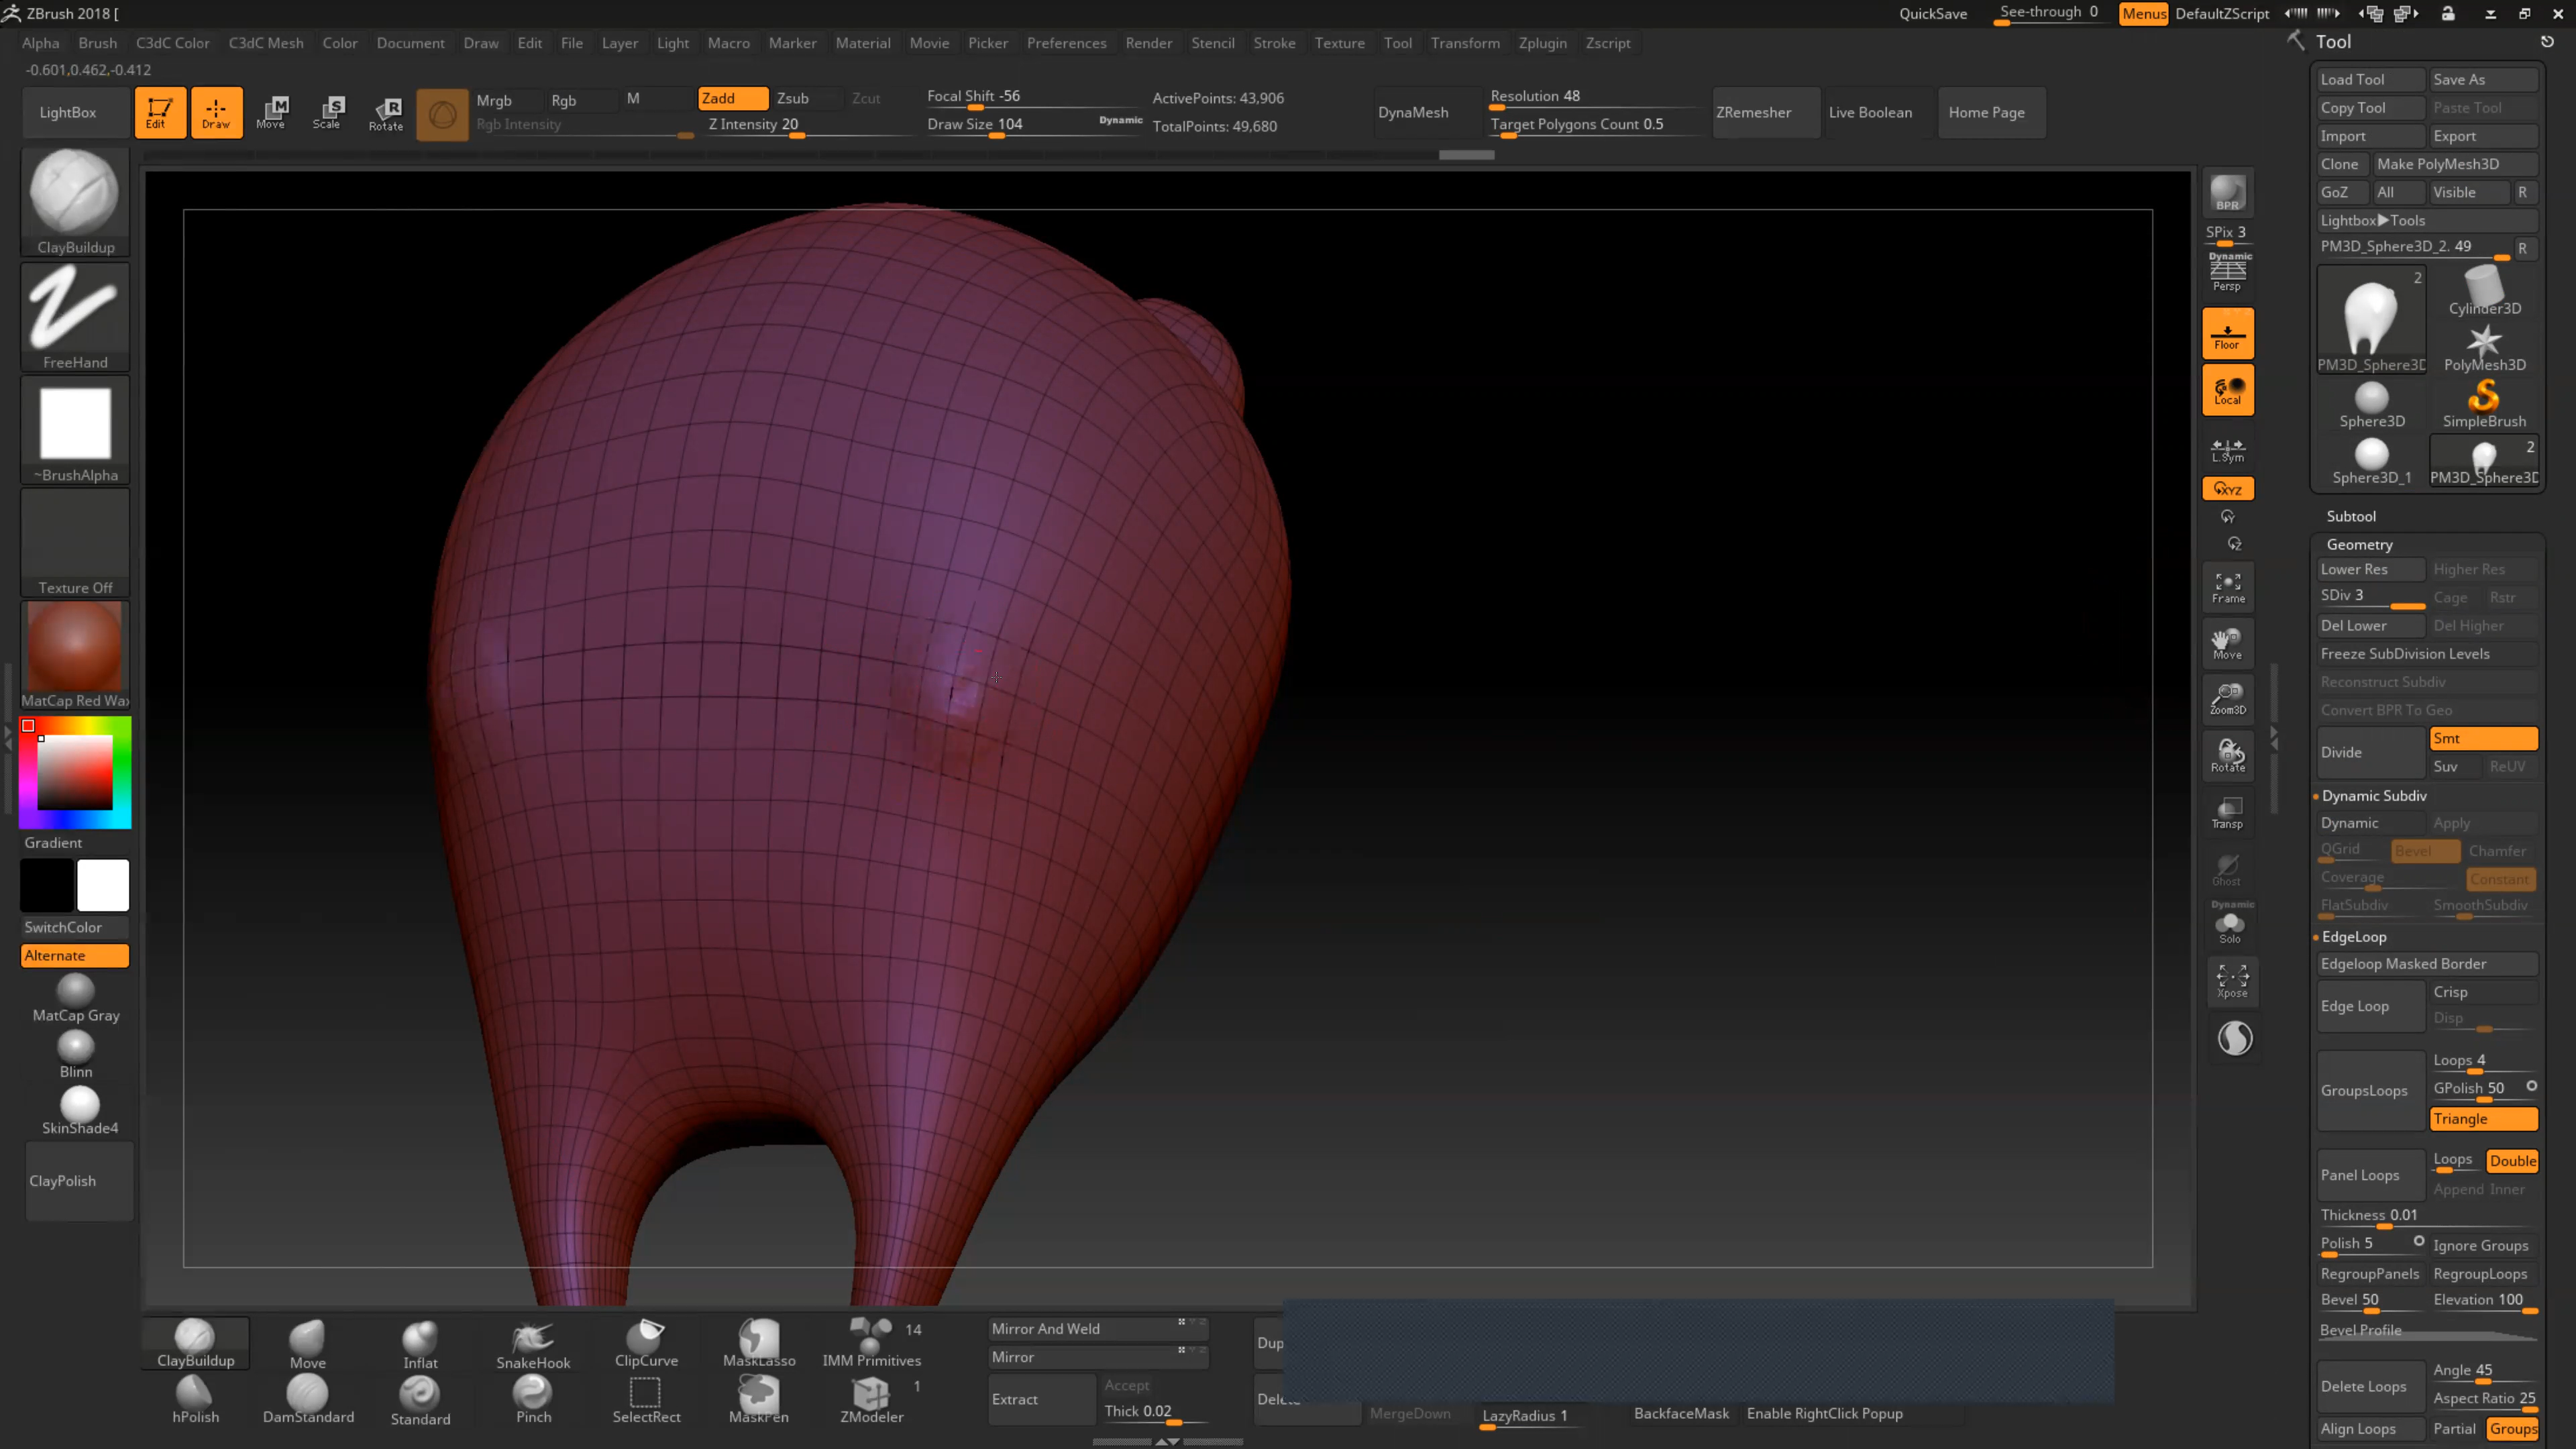 ZBrush 2018 [
QuickSave See-through 0 Menus DefaultZScript
Alpha Brush C3dC Color C3dC Mesh Color Document Draw Edit File Layer Light Macro Marker Material Movie Picker Preferences Render Stencil Stroke Texture Tool Transform Zplugin Zscript
-0.601,0.462,-0.412
LightBox Edit Draw Move Scale Rotate
M S R
Mrgb Rgb M Zadd Zsub Zcut
Rgb Intensity Z Intensity 20
Focal Shift -56
Draw Size 104 Dynamic
ActivePoints: 43,906
TotalPoints: 49,680
DynaMesh
Resolution 48
Target Polygons Count 0.5
ZRemesher Live Boolean Home Page
ClayBuildup
FreeHand
~BrushAlpha
Texture Off
MatCap Red Wax
Gradient
SwitchColor
Alternate
MatCap Gray
Blinn
SkinShade4
ClayPolish
BPR
SPix 3
Dynamic
Persp
Floor
Local
L.Sym
XYZ
Y
Z
Frame
Move
Zoom3D
Rotate
Transp
Ghost
Dynamic
Solo
Xpose
Tool
Load Tool Save As
Copy Tool Paste Tool
Import Export
Clone Make PolyMesh3D
GoZ All Visible R
Lightbox▶Tools
PM3D_Sphere3D_2. 49 R
2
Cylinder3D
PM3D_Sphere3D PolyMesh3D
Sphere3D SimpleBrush
2
Sphere3D_1 PM3D_Sphere3D
Subtool
Geometry
Lower Res Higher Res
SDiv 3 Cage Rstr
Del Lower Del Higher
Freeze SubDivision Levels
Reconstruct Subdiv
Convert BPR To Geo
Divide Smt
Suv ReUV
Dynamic Subdiv
Dynamic Apply
QGrid Bevel Chamfer
Coverage Constant
FlatSubdiv SmoothSubdiv
EdgeLoop
Edgeloop Masked Border
Edge Loop Crisp
Disp
GroupsLoops Loops 4
GPolish 50
Triangle
Panel Loops Loops Double
Append Inner
Thickness 0.01
Polish 5 Ignore Groups
RegroupPanels RegroupLoops
Bevel 50 Elevation 100
Bevel Profile
Delete Loops Angle 45
Aspect Ratio 25
Align Loops Partial Groups
ClayBuildup Move Inflat SnakeHook ClipCurve MaskLasso IMM Primitives 14
hPolish DamStandard Standard Pinch SelectRect MaskPen ZModeler 1
Mirror And Weld
Mirror
Extract Accept
Thick 0.02
Dup
MergeDown LazyRadius 1 BackfaceMask Enable RightClick Popup